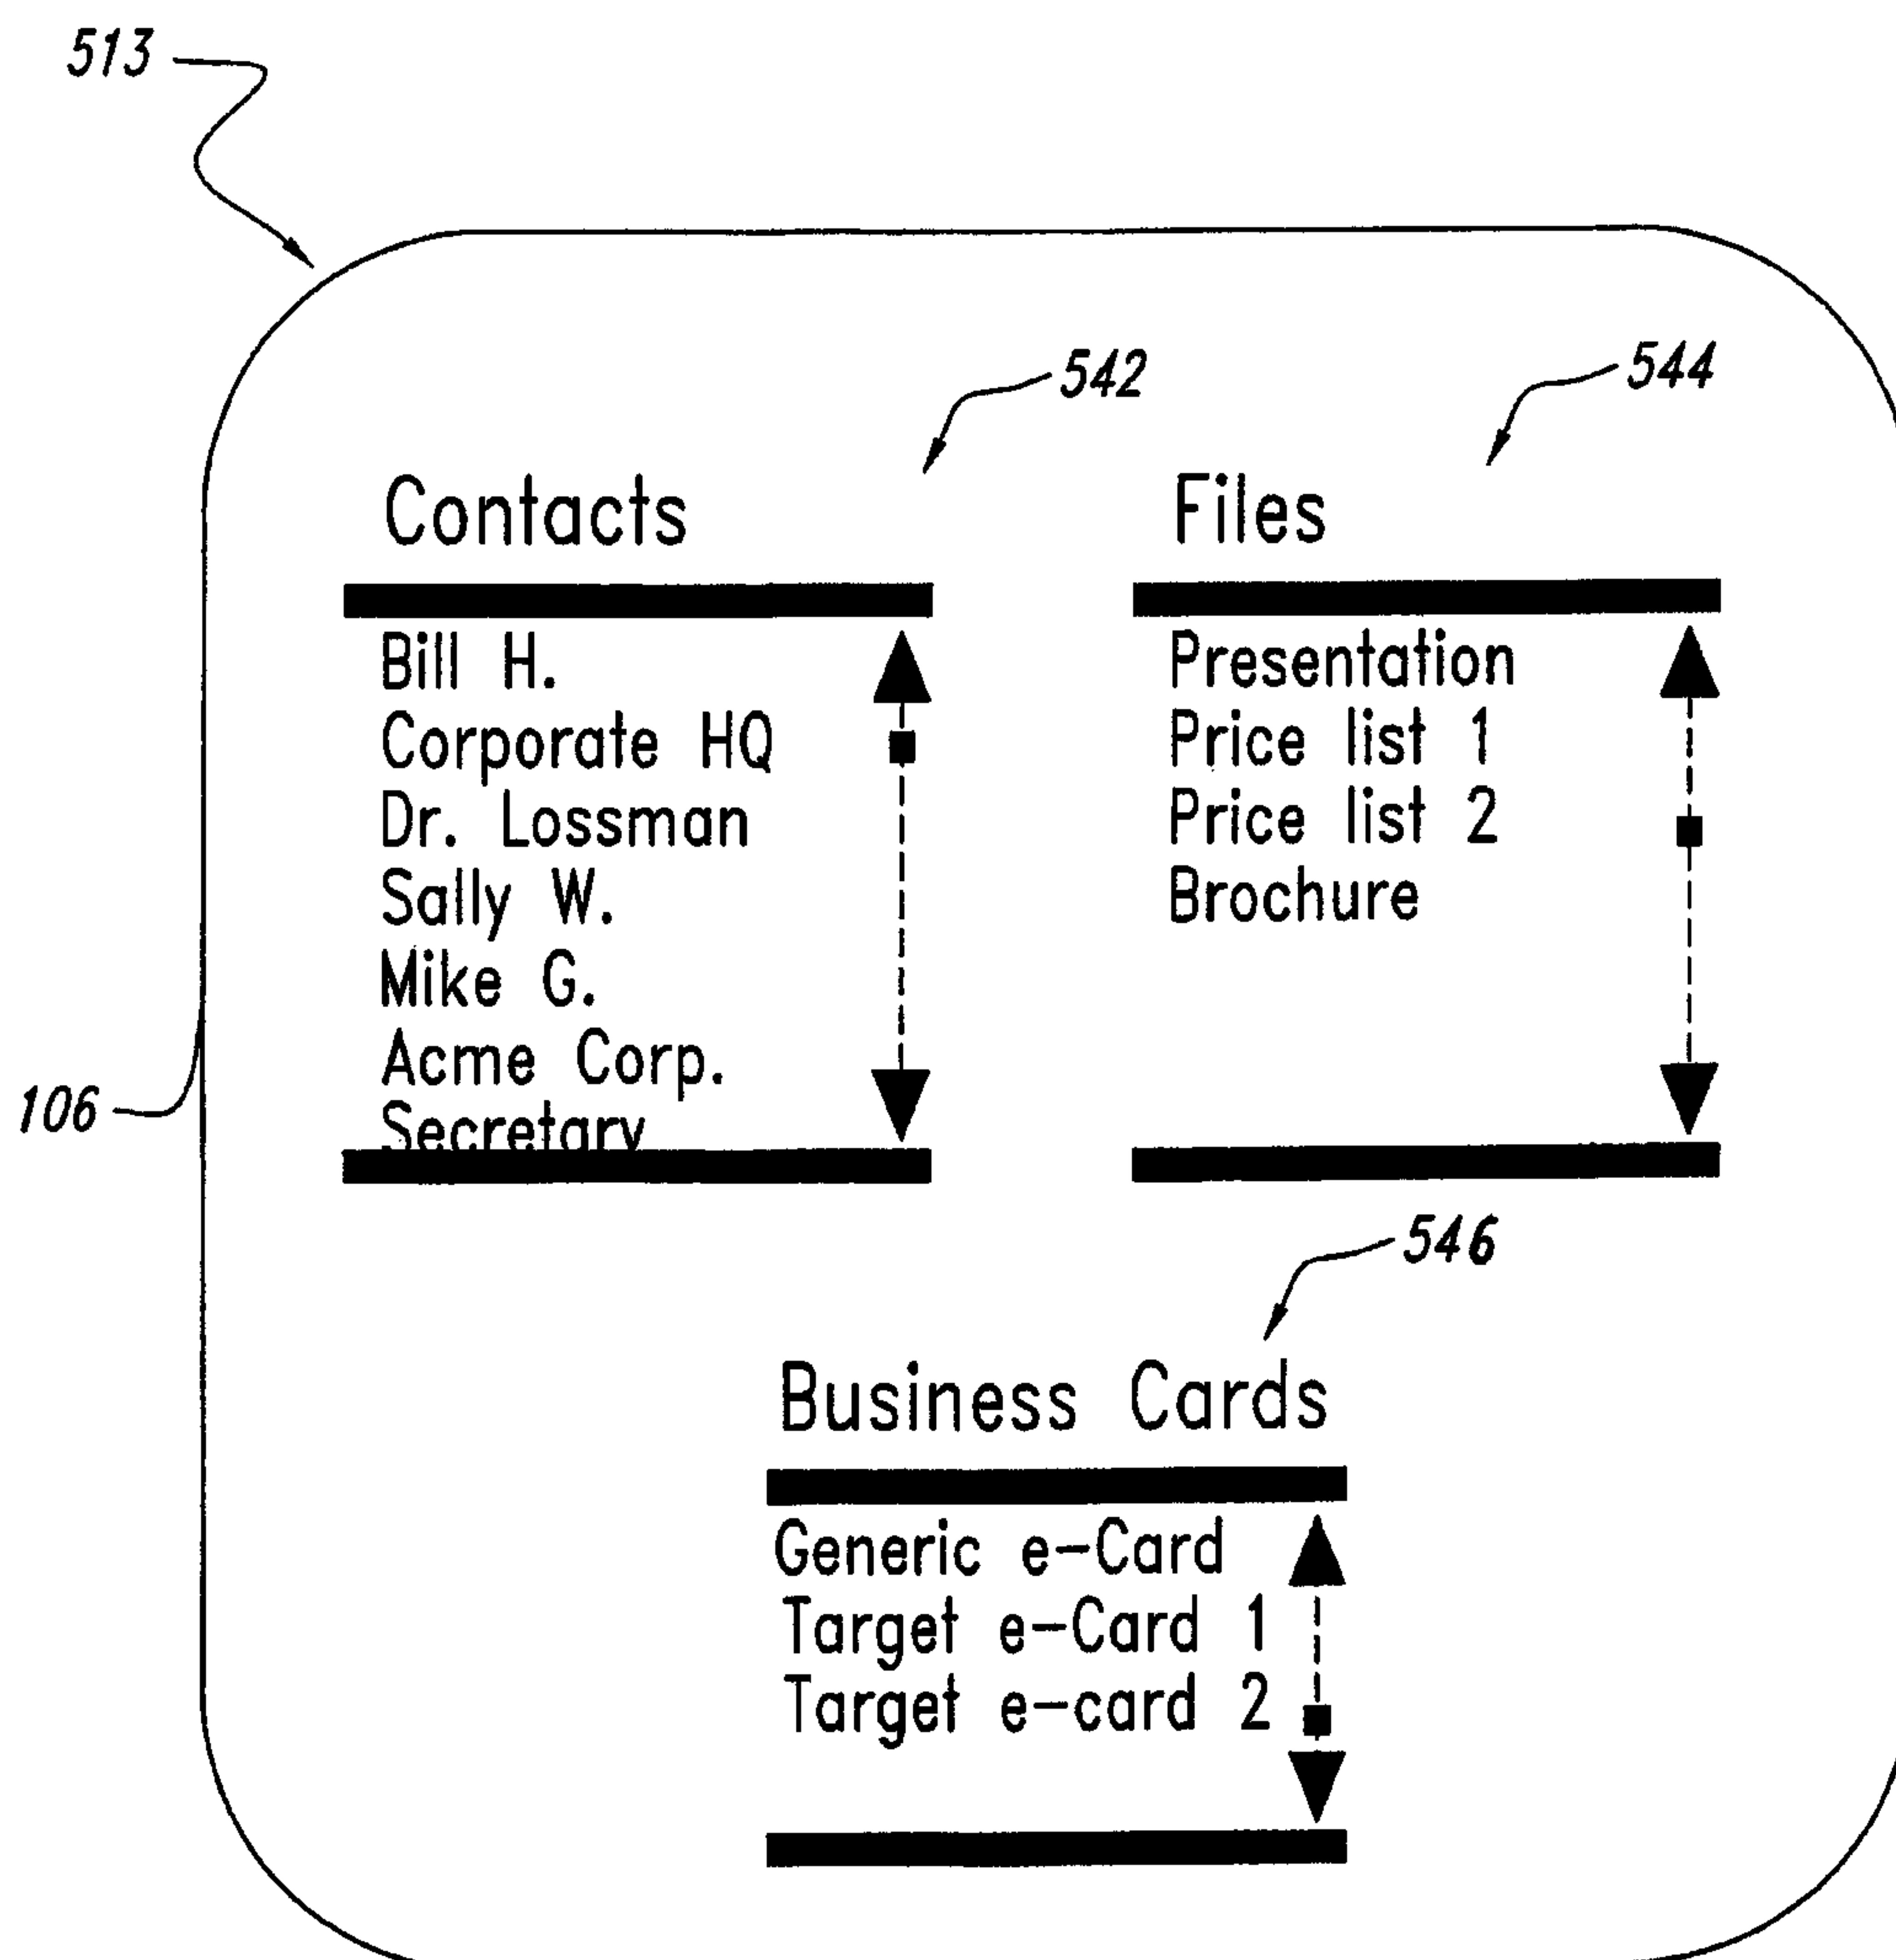 513
542
544
Contacts
Bill H.
Corporate HQ
Dr. Lossman
Sally W.
Mike G.
Acme Corp.
Secretary
Files
Presentation
Price list 1
Price list 2
Brochure
106
546
Business Cards
Generic e-Card
Target e-Card 1
Target e-card 2